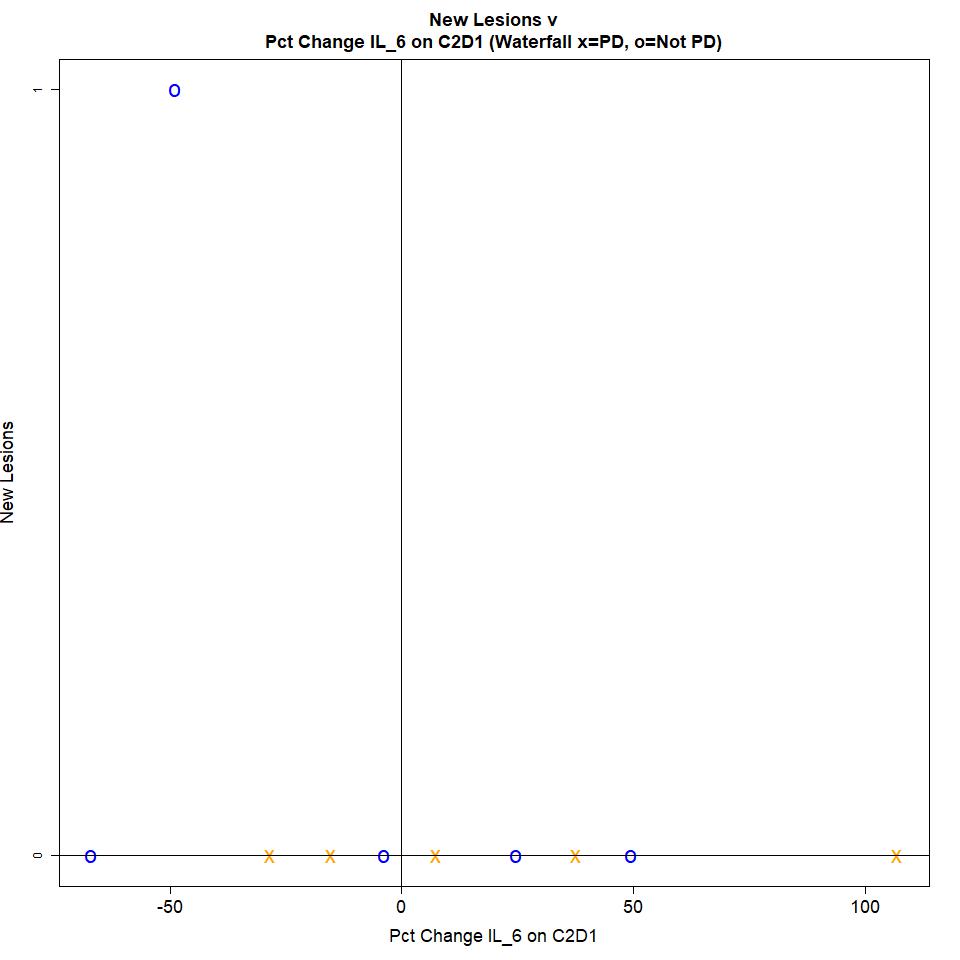 New Lesions v
Pct Change IL_6 on C2D1 (Waterfall x=PD, o=Not PD)
New Lesions
1
0
o
o
x
x
o
x
o
x
o
x
-50
0
50
100
Pct Change IL_6 on C2D1